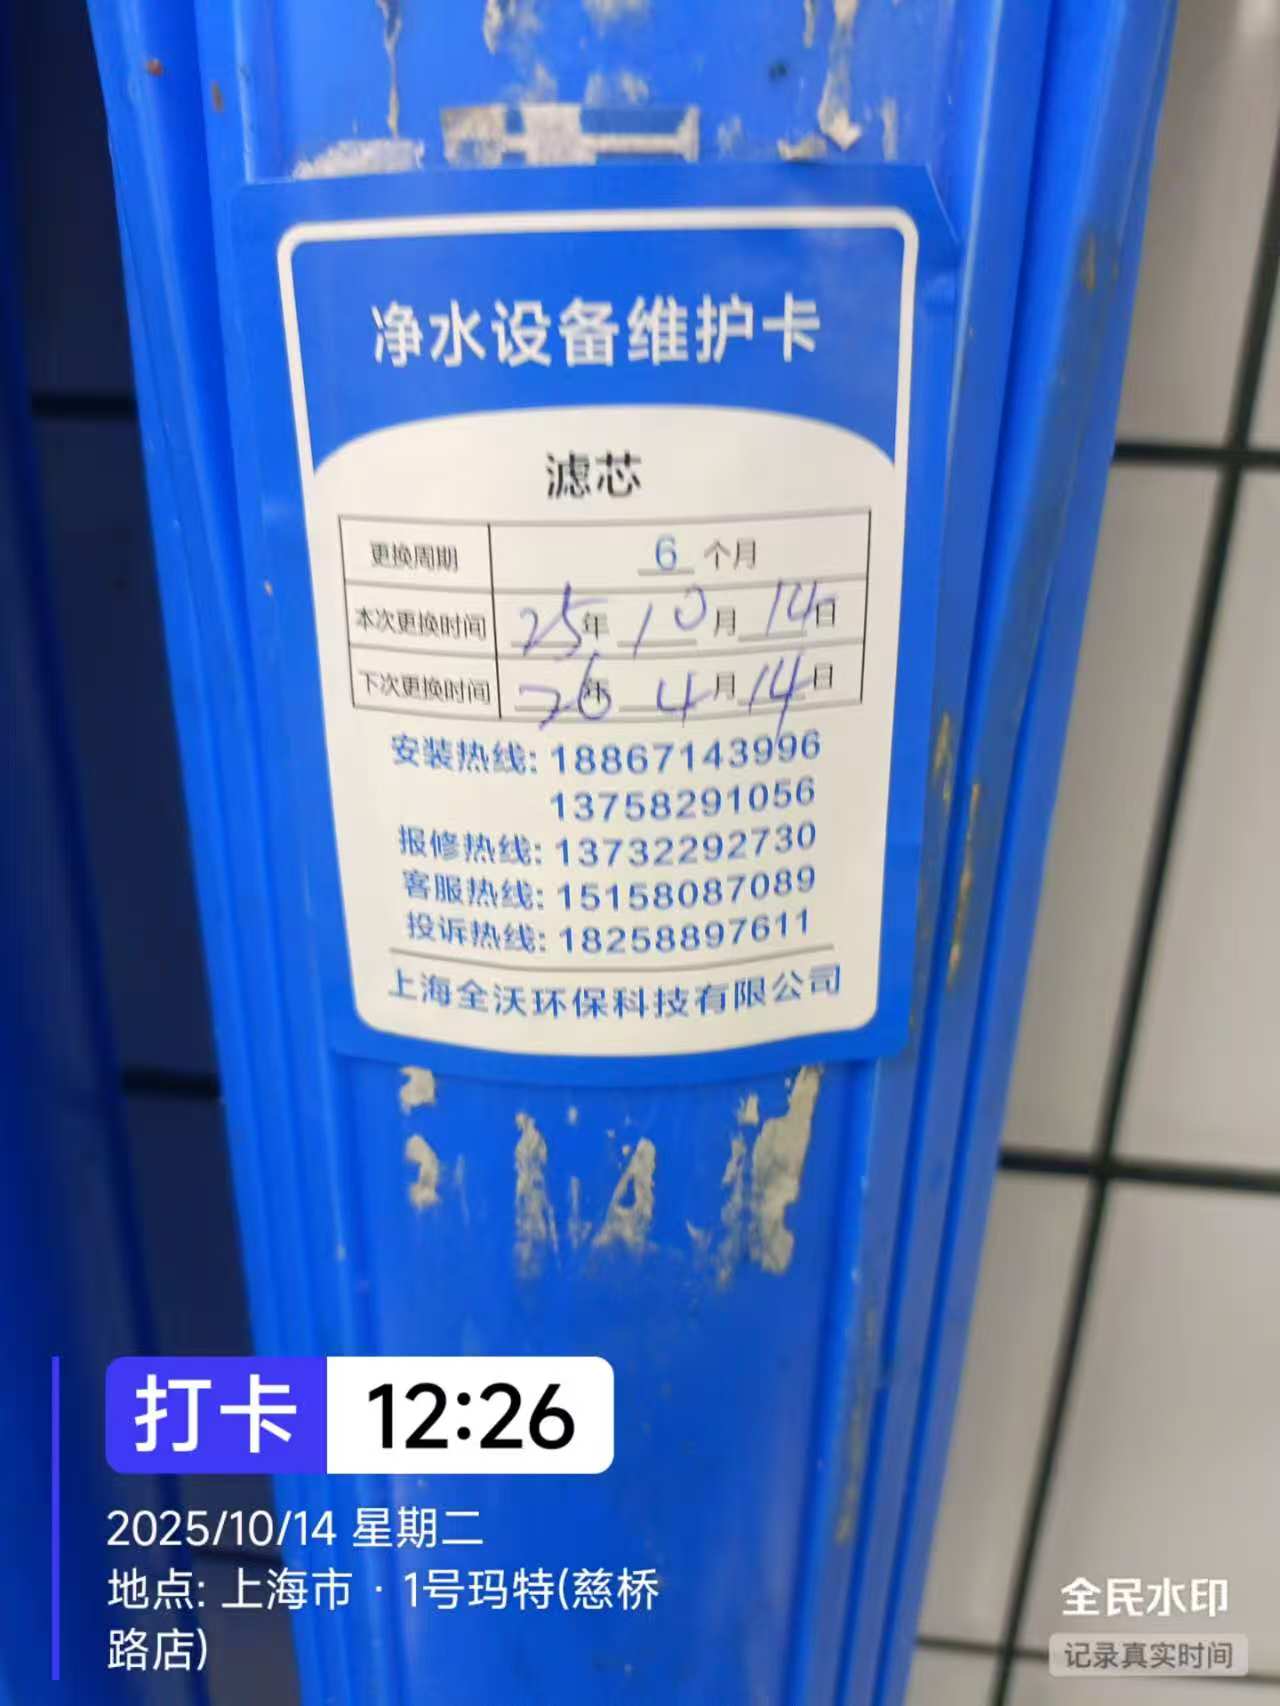 净水设备维护卡
滤芯
更换周期 6 个月
本次更换时间 25年 10月 14日
下次更换时间 26年 4月 14日
安装热线: 18867143996
13758291056
报修热线: 13732292730
客服热线: 15158087089
投诉热线: 18258897611
上海全沃环保科技有限公司
打卡 12:26
2025/10/14 星期二
地点: 上海市 · 1号玛特(慈桥
路店)
全民水印
记录真实时间